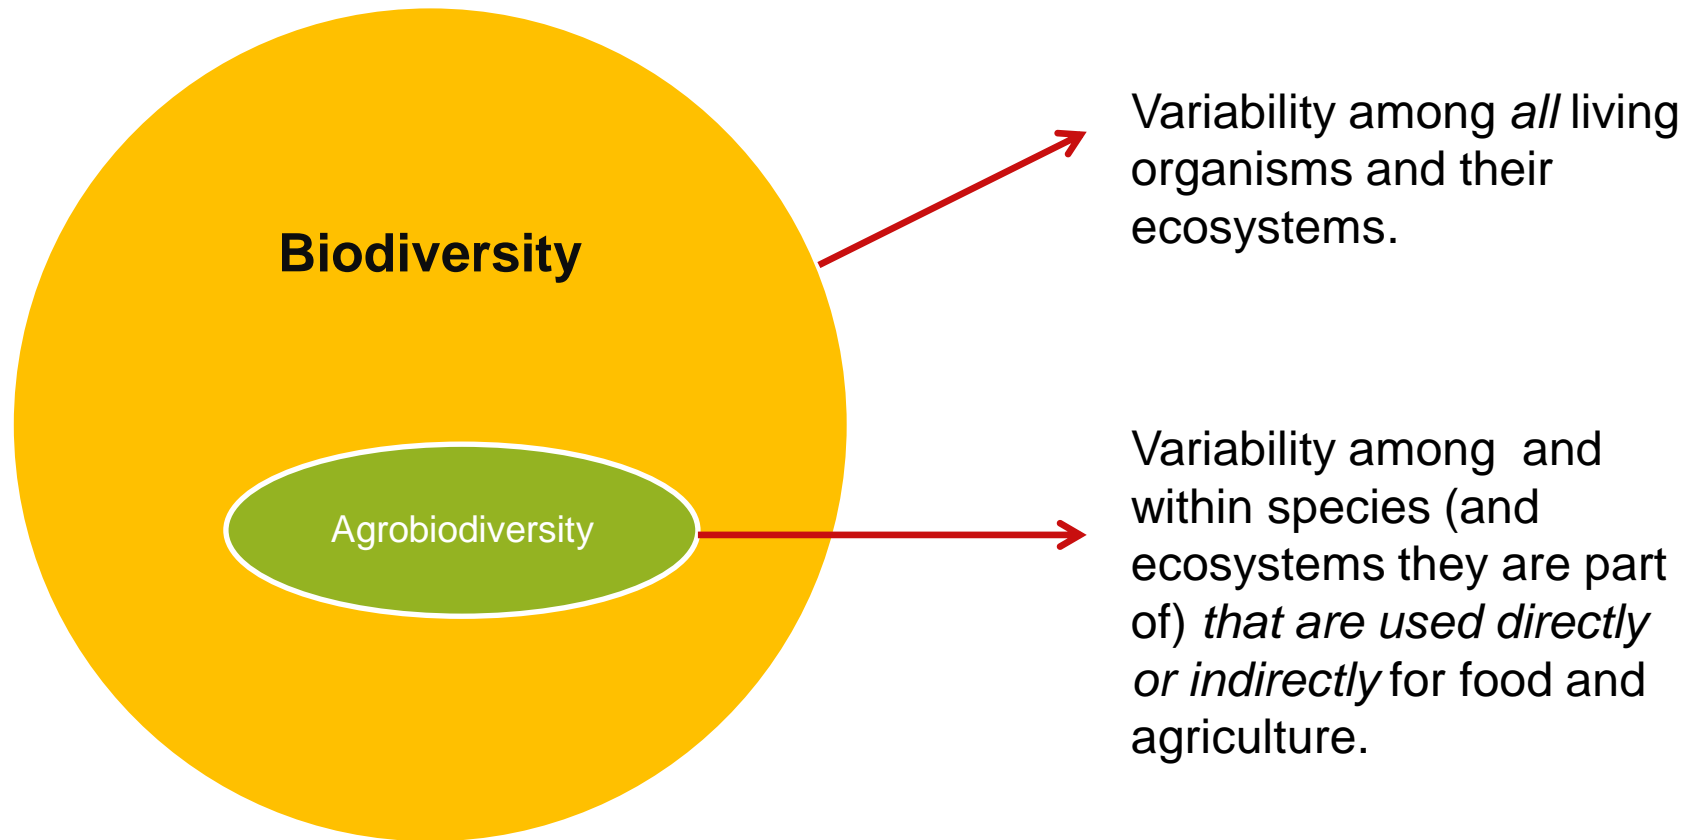 Biodiversity
Agrobiodiversity
Variability among all living
organisms and their
ecosystems.
Variability among and
within species (and
ecosystems they are part
of) that are used directly
or indirectly for food and
agriculture.